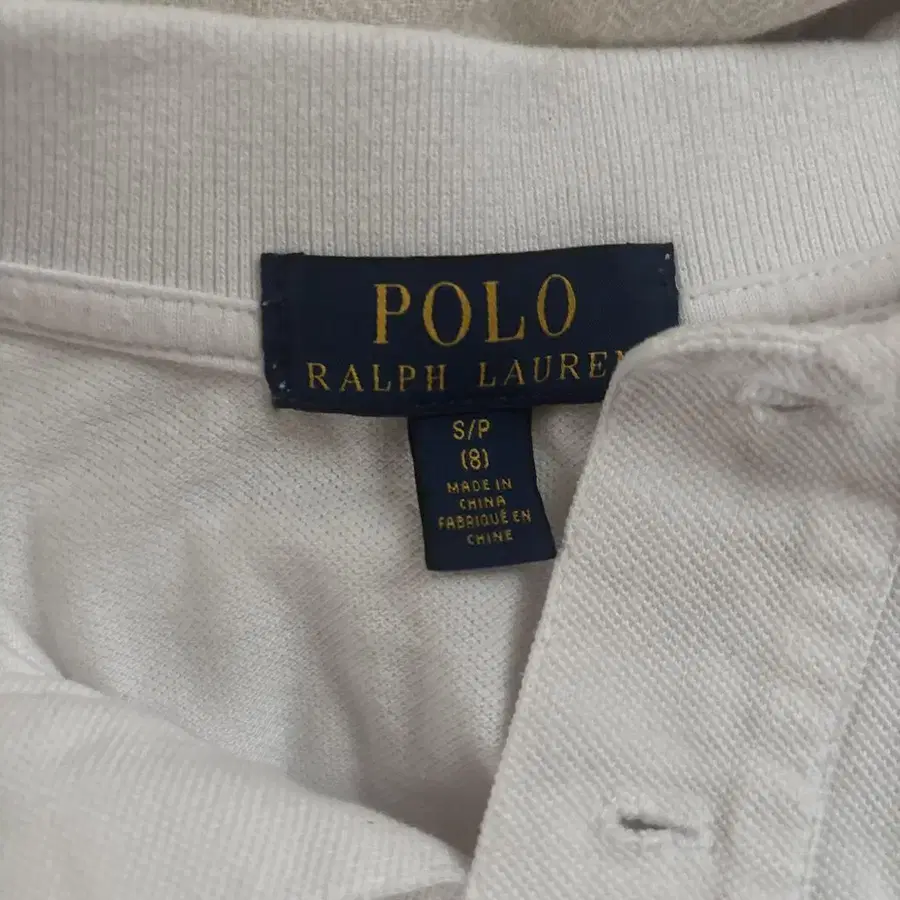 POLO
RALPH LAUREN
S/P
(8)
MADE IN
CHINA
FABRIQUÉ EN
CHINE